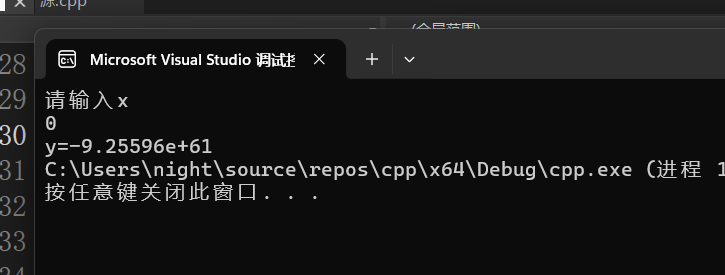 源.cpp
(全局范围)
Microsoft Visual Studio 调试
28
29
30
31
32
33
34
请输入x
0
y=-9.25596e+61
C:\Users\night\source\repos\cpp\x64\Debug\cpp.exe (进程 1
按任意键关闭此窗口. . .